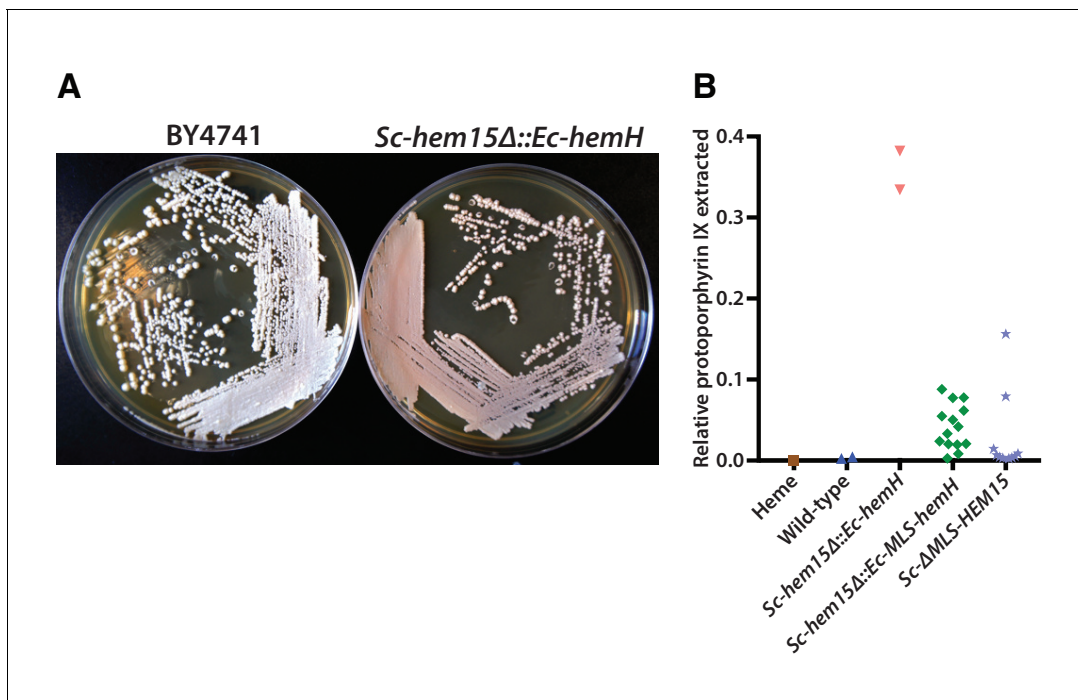 A
BY4741
Sc-hem15Δ::Ec-hemH
B
Relative protoporphyrin IX extracted
0.4
0.3
0.2
0.1
0.0
Heme
Wild-type
Sc-hem15Δ::Ec-hemH
Sc-hem15Δ::Ec-MLS-hemH
Sc-ΔMLS-HEM15